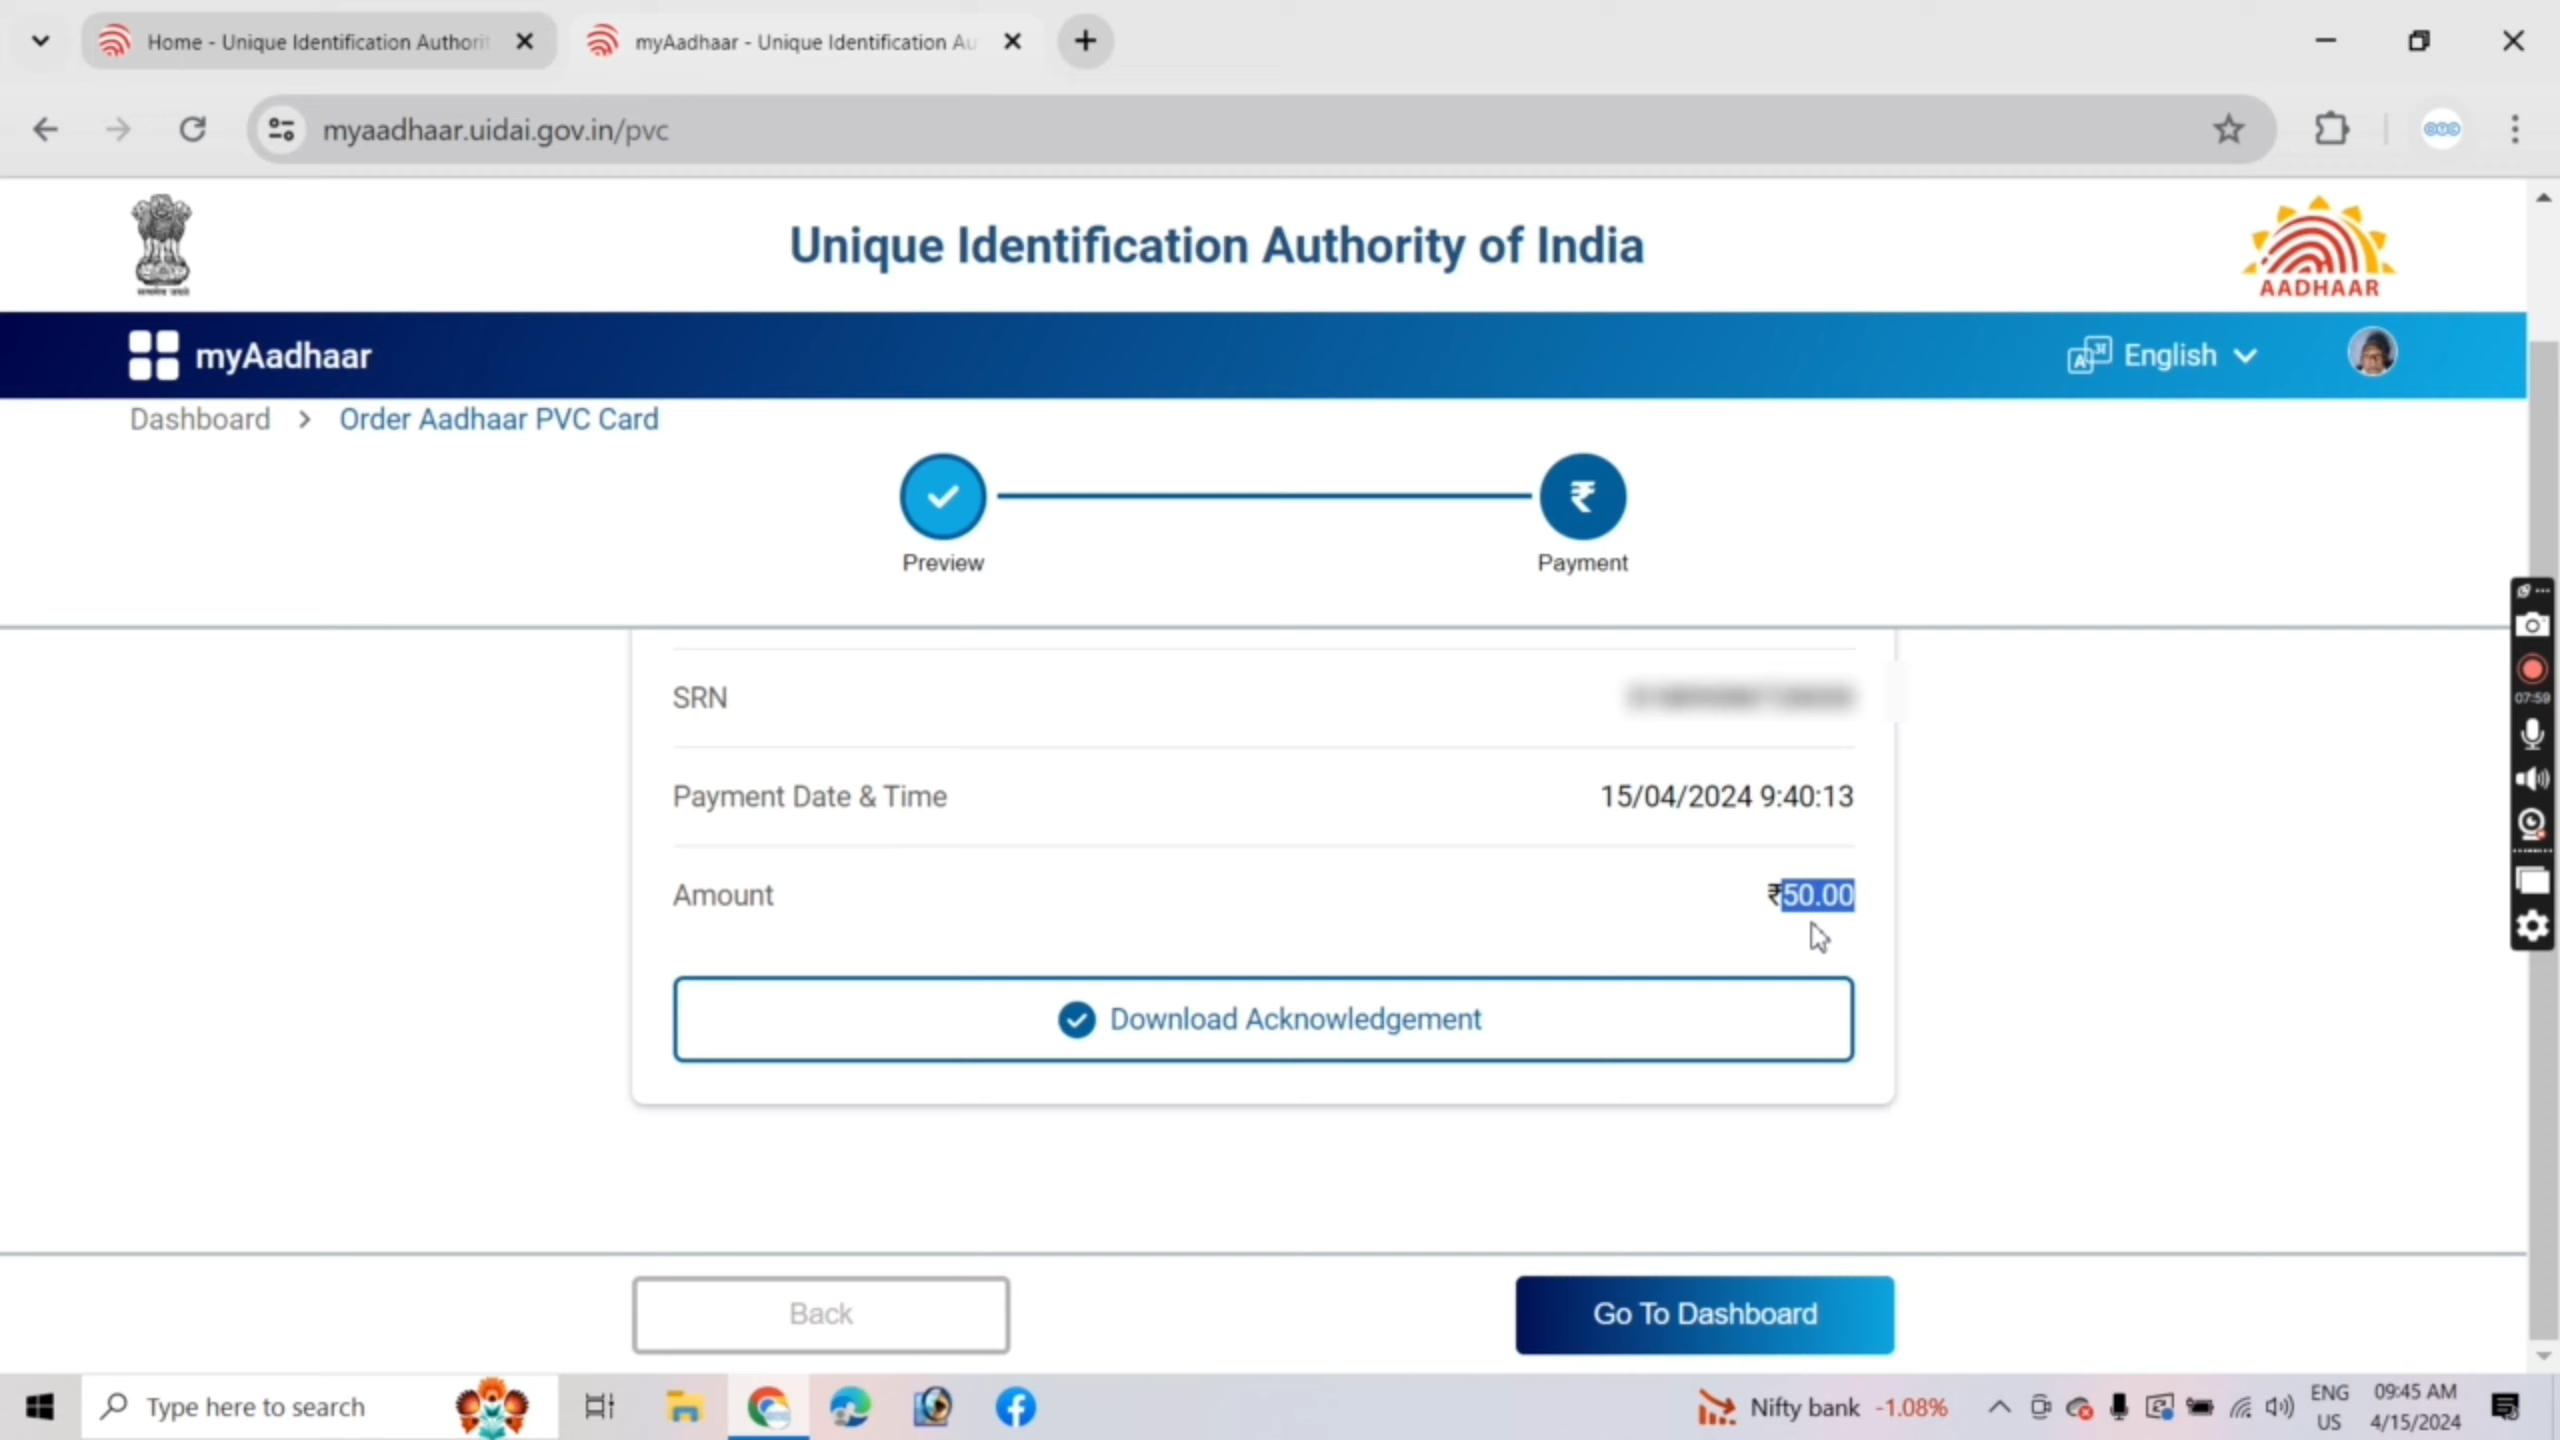 Home - Unique Identification Authorit
myAadhaar - Unique Identification Au
myaadhaar.uidai.gov.in/pvc
Unique Identification Authority of India
AADHAAR
myAadhaar
English
Dashboard > Order Aadhaar PVC Card
₹
Preview
Payment
SRN
Payment Date & Time 15/04/2024 9:40:13
Amount ₹50.00
Download Acknowledgement
07:59
Back
Go To Dashboard
Type here to search
Nifty bank -1.08%
ENG
US
09:45 AM
4/15/2024